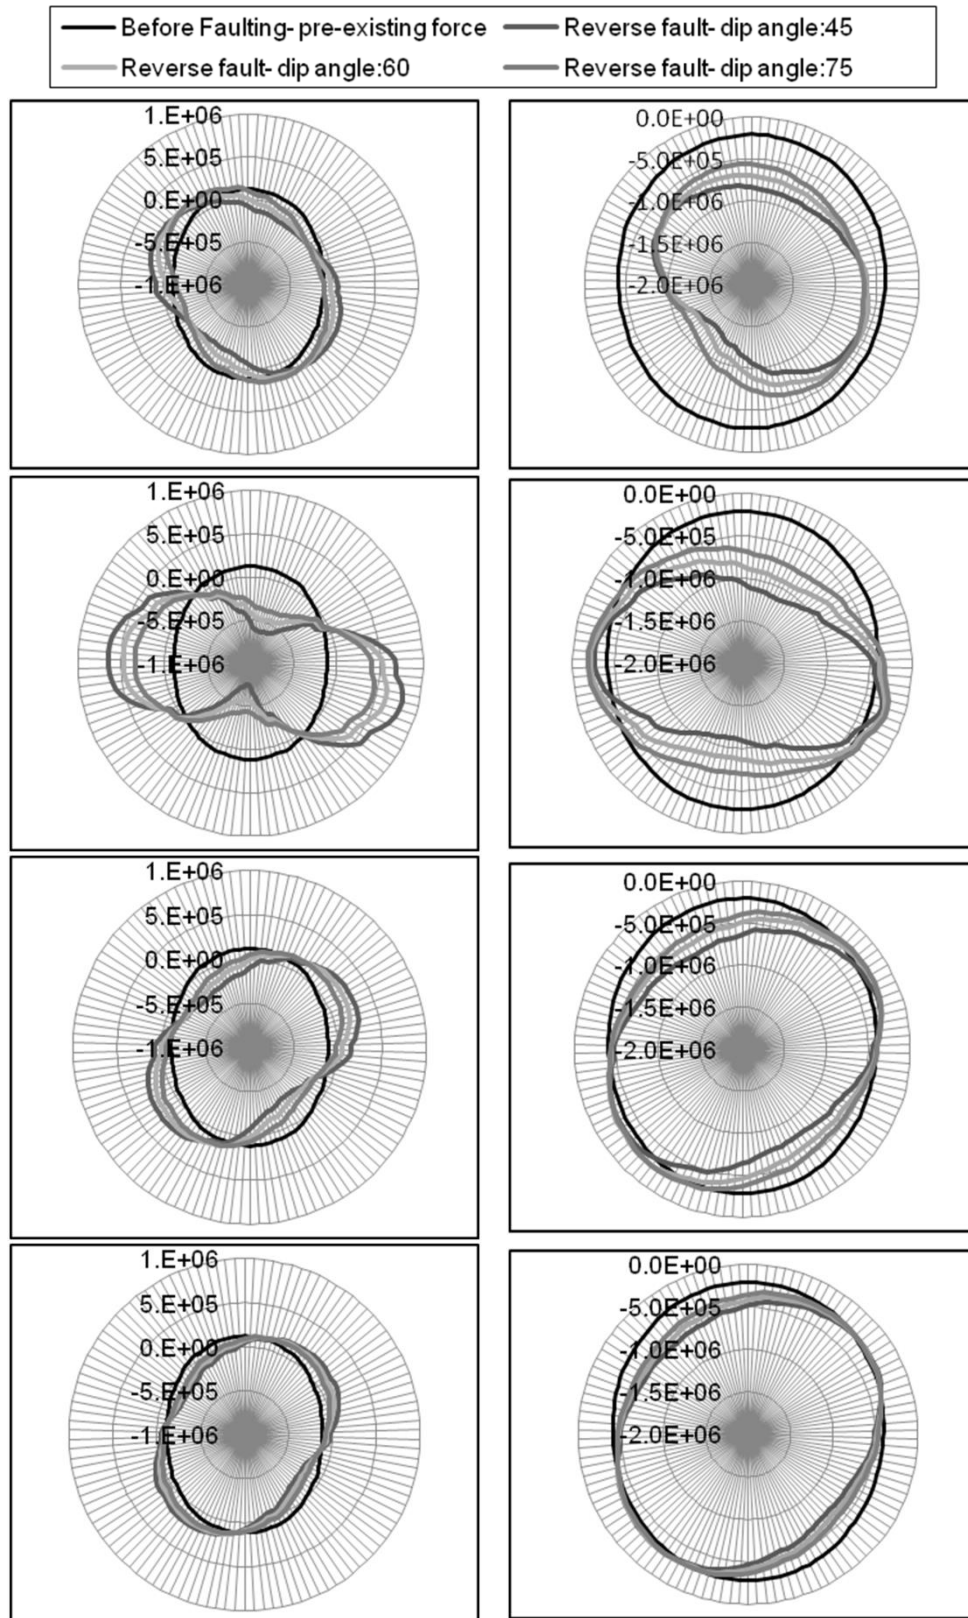 Before Faulting- pre-existing force
Reverse fault- dip angle:45
Reverse fault- dip angle:60
Reverse fault- dip angle:75
1.E+06
5.E+05
0.E+00
-5.E+05
-1.E+06
0.0E+00
-5.0E+05
-1.0E+06
-1.5E+06
-2.0E+06
1.E+06
5.E+05
0.E+00
-5.E+05
-1.E+06
0.0E+00
-5.0E+05
-1.0E+06
-1.5E+06
-2.0E+06
1.E+06
5.E+05
0.E+00
-5.E+05
-1.E+06
0.0E+00
-5.0E+05
-1.0E+06
-1.5E+06
-2.0E+06
1.E+06
5.E+05
0.E+00
-5.E+05
-1.E+06
0.0E+00
-5.0E+05
-1.0E+06
-1.5E+06
-2.0E+06